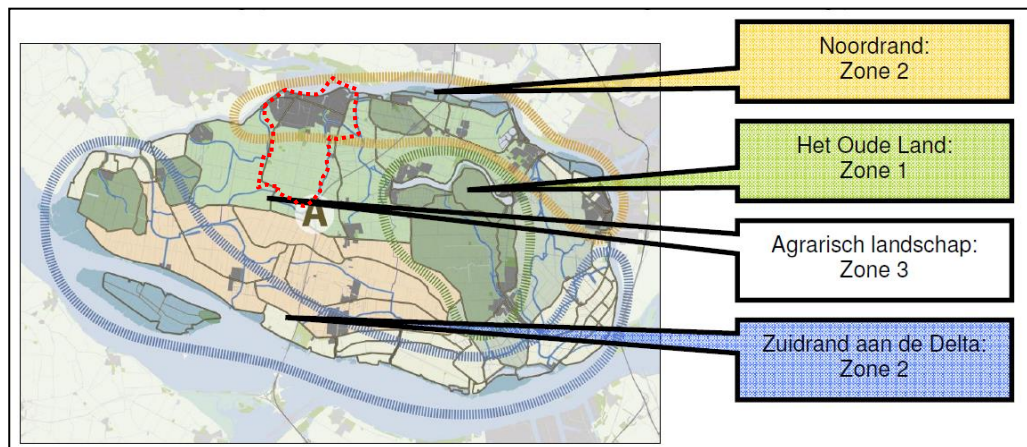 Noordrand:
Zone 2
Het Oude Land:
Zone 1
A
Agrarisch landschap:
Zone 3
Zuidrand aan de Delta:
Zone 2